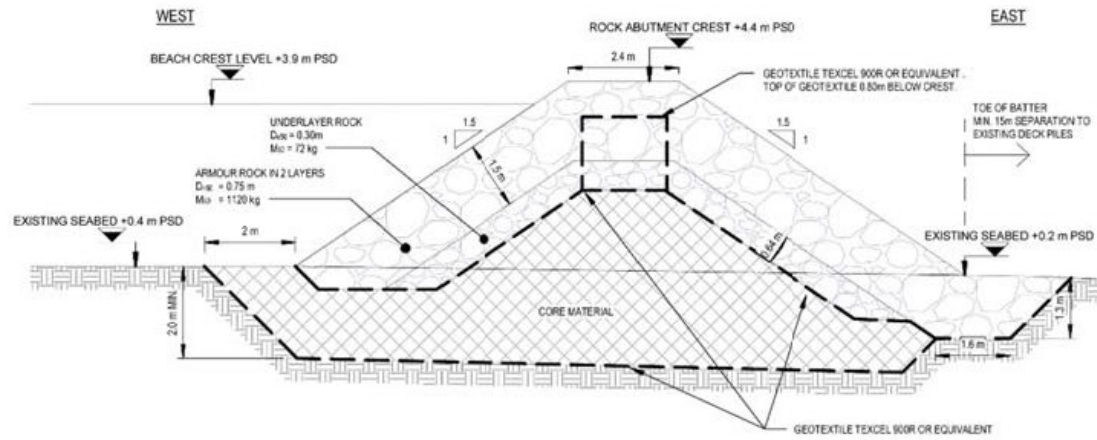 WEST
EAST
ROCK ABUTMENT CREST +4.4 m PSD
2.4 m
BEACH CREST LEVEL +3.9 m PSD
GEOTEXTILE TEXCEL 900R OR EQUIVALENT.
TOP OF GEOTEXTILE 0.80m BELOW CREST.
TOE OF BATTER
MIN. 15m SEPARATION TO
EXISTING DECK PILES
1.5
1
1.5
1
UNDERLAYER ROCK
= 0.30m
= 72 kg
1.5 m
ARMOUR ROCK IN 2 LAYERS
= 0.75 m
= 1120 kg
EXISTING SEABED +0.4 m PSD
2 m
EXISTING SEABED +0.2 m PSD
0.64 m
2.0 m MIN.
CORE MATERIAL
1.3 m
1.6 m
GEOTEXTILE TEXCEL 900R OR EQUIVALENT